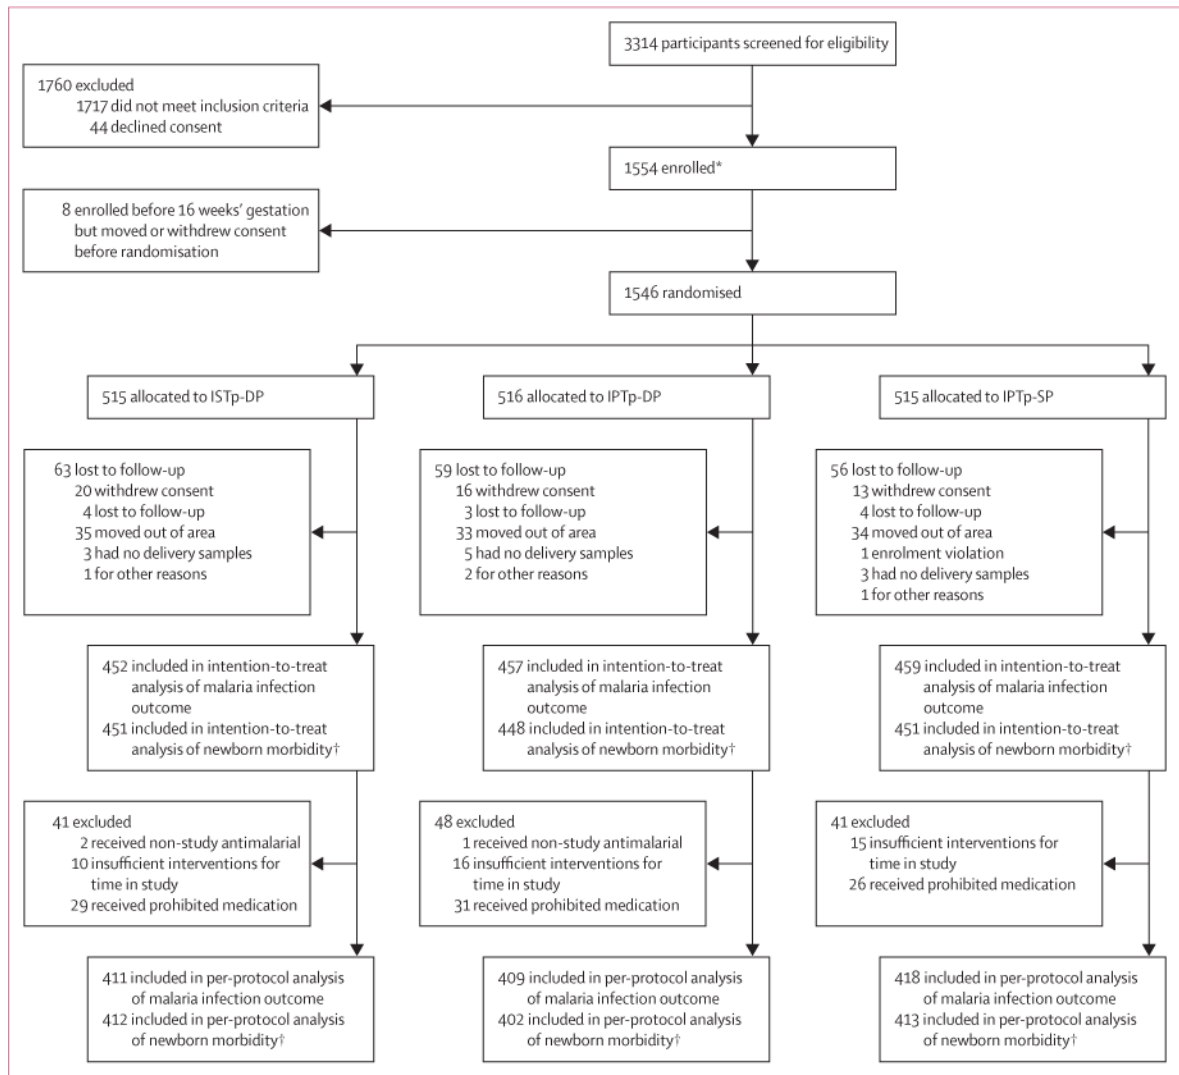 3314 participants screened for eligibility
1760 excluded
1717 did not meet inclusion criteria
44 declined consent
1554 enrolled*
8 enrolled before 16 weeks' gestation
but moved or withdrew consent
before randomisation
1546 randomised
515 allocated to ISTp-DP
516 allocated to IPTp-DP
515 allocated to IPTp-SP
63 lost to follow-up
20 withdrew consent
4 lost to follow-up
35 moved out of area
3 had no delivery samples
1 for other reasons
59 lost to follow-up
16 withdrew consent
3 lost to follow-up
33 moved out of area
5 had no delivery samples
2 for other reasons
56 lost to follow-up
13 withdrew consent
4 lost to follow-up
34 moved out of area
1 enrolment violation
3 had no delivery samples
1 for other reasons
452 included in intention-to-treat
analysis of malaria infection
outcome
451 included in intention-to-treat
analysis of newborn morbidity†
457 included in intention-to-treat
analysis of malaria infection
outcome
448 included in intention-to-treat
analysis of newborn morbidity†
459 included in intention-to-treat
analysis of malaria infection
outcome
451 included in intention-to-treat
analysis of newborn morbidity†
41 excluded
2 received non-study antimalarial
10 insufficient interventions for
time in study
29 received prohibited medication
48 excluded
1 received non-study antimalarial
16 insufficient interventions for
time in study
31 received prohibited medication
41 excluded
15 insufficient interventions for
time in study
26 received prohibited medication
411 included in per-protocol analysis
of malaria infection outcome
412 included in per-protocol analysis
of newborn morbidity†
409 included in per-protocol analysis
of malaria infection outcome
402 included in per-protocol analysis
of newborn morbidity†
418 included in per-protocol analysis
of malaria infection outcome
413 included in per-protocol analysis
of newborn morbidity†